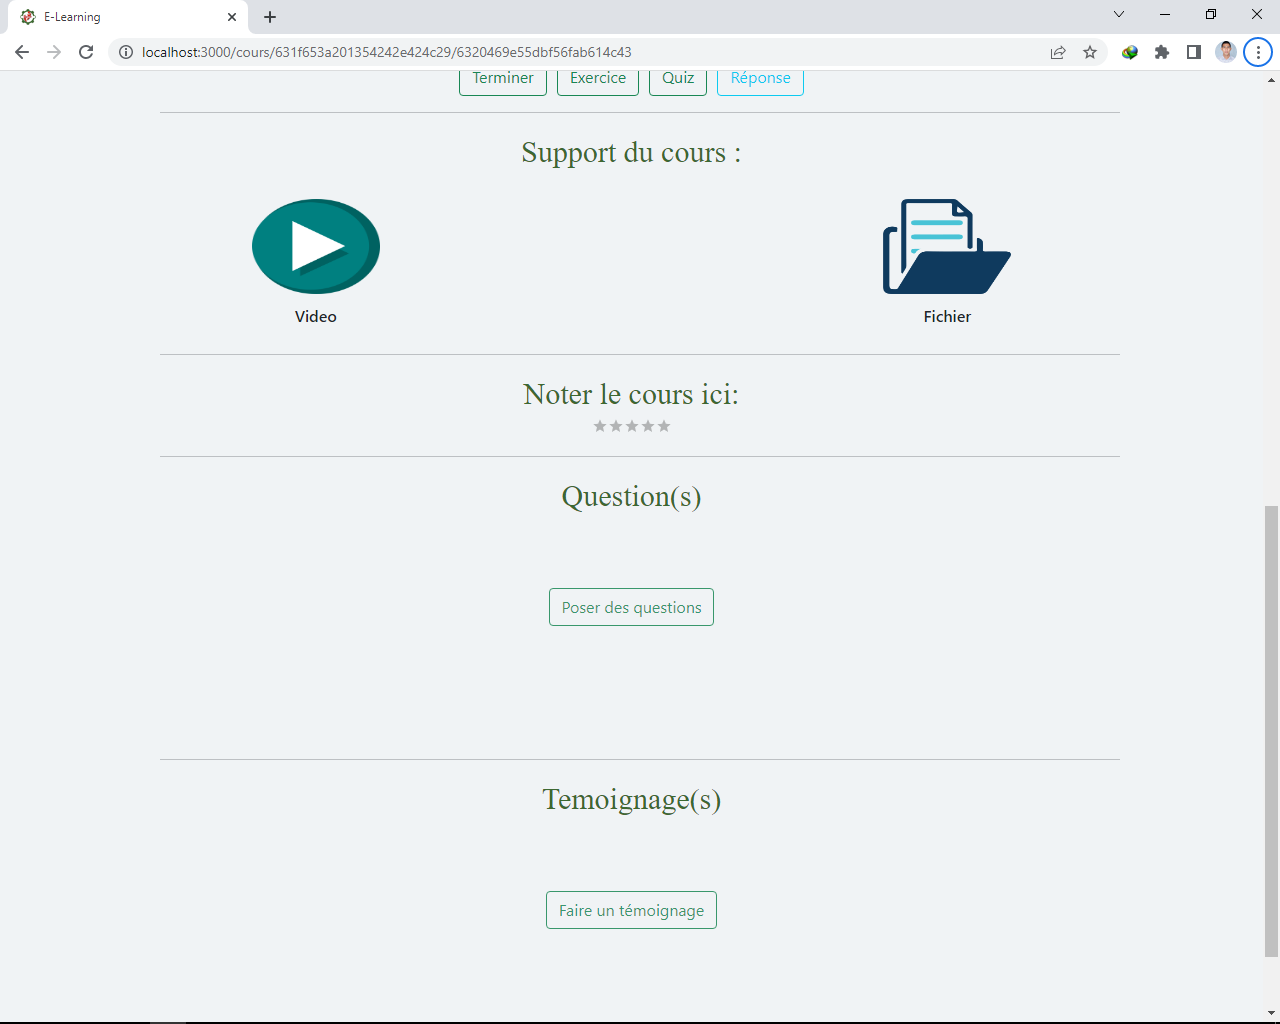 E-Learning
localhost:3000/cours/631f653a201354242e424c29/6320469e55dbf56fab614c43
Terminer Exercice Quiz Réponse
Support du cours :
Video Fichier
Noter le cours ici:
Question(s)
Poser des questions
Temoignage(s)
Faire un témoignage